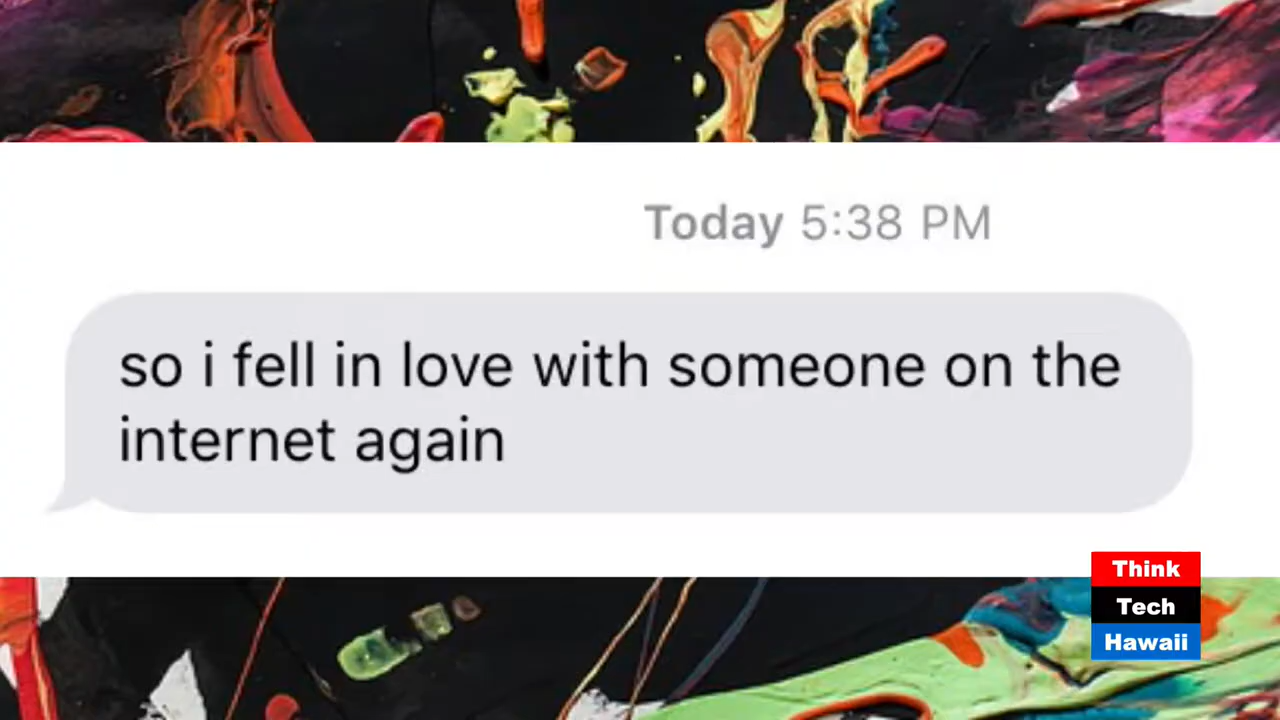 Today 5:38 PM
so i fell in love with someone on the
internet again
Think
Tech
Hawaii